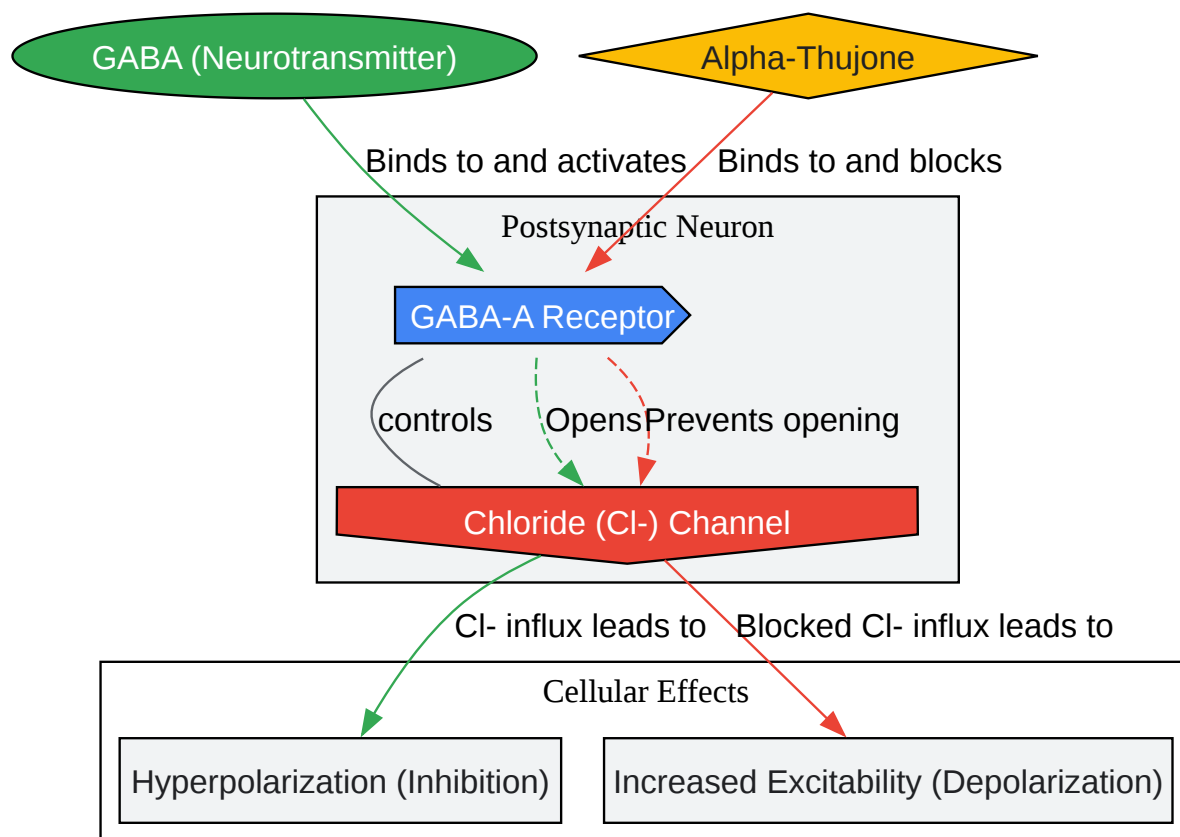 GABA (Neurotransmitter)
Alpha-Thujone
Binds to and activates
Binds to and blocks
Postsynaptic Neuron
GABA-A Receptor
controls
Opens
Prevents opening
Chloride (Cl-) Channel
Cl- influx leads to
Blocked Cl- influx leads to
Cellular Effects
Hyperpolarization (Inhibition)
Increased Excitability (Depolarization)